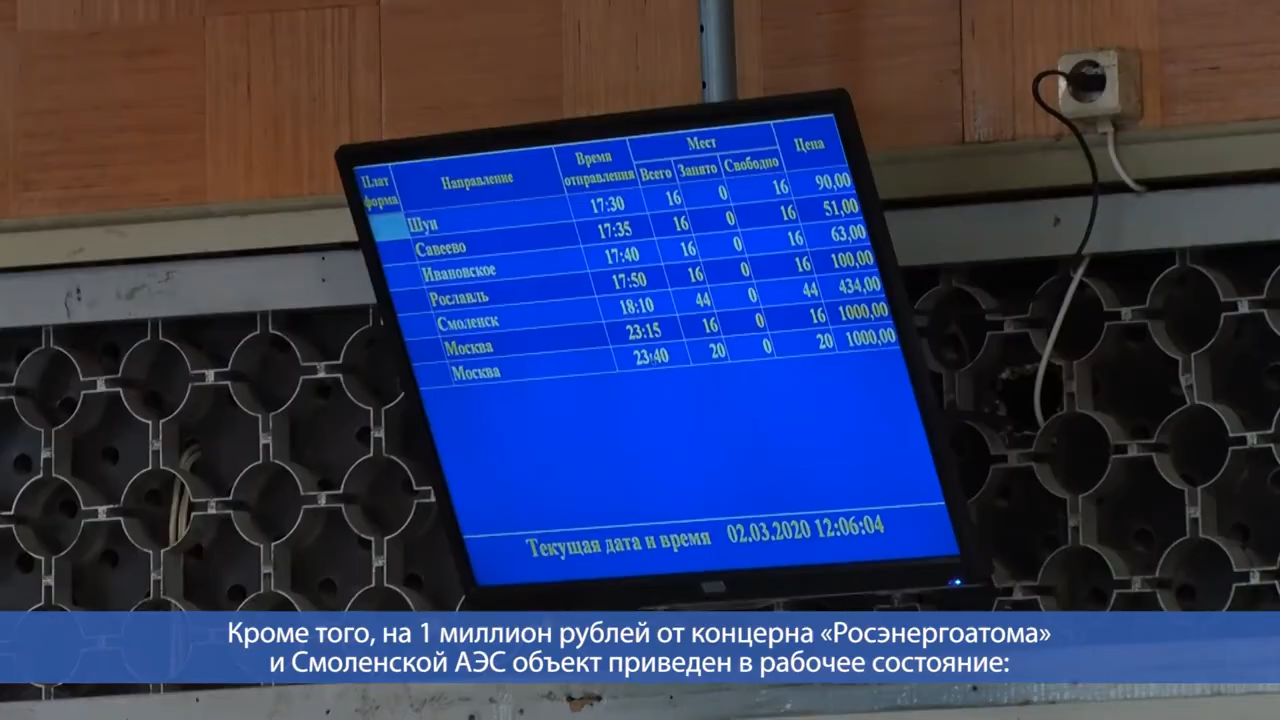 Плат форма Направление Время отправления Мест Всего Занято Свободно Цена
Шуи 17:30 16 0 16 90,00
Савеево 17:35 16 0 16 51,00
Ивановское 17:40 16 0 16 63,00
Рославль 17:50 16 0 16 100,00
Смоленск 18:10 44 0 44 434,00
Москва 23:15 16 0 16 1000,00
Москва 23:40 20 0 20 1000,00
Текущая дата и время 02.03.2020 12:06:04
Кроме того, на 1 миллион рублей от концерна «Росэнергоатома»
и Смоленской АЭС объект приведен в рабочее состояние: